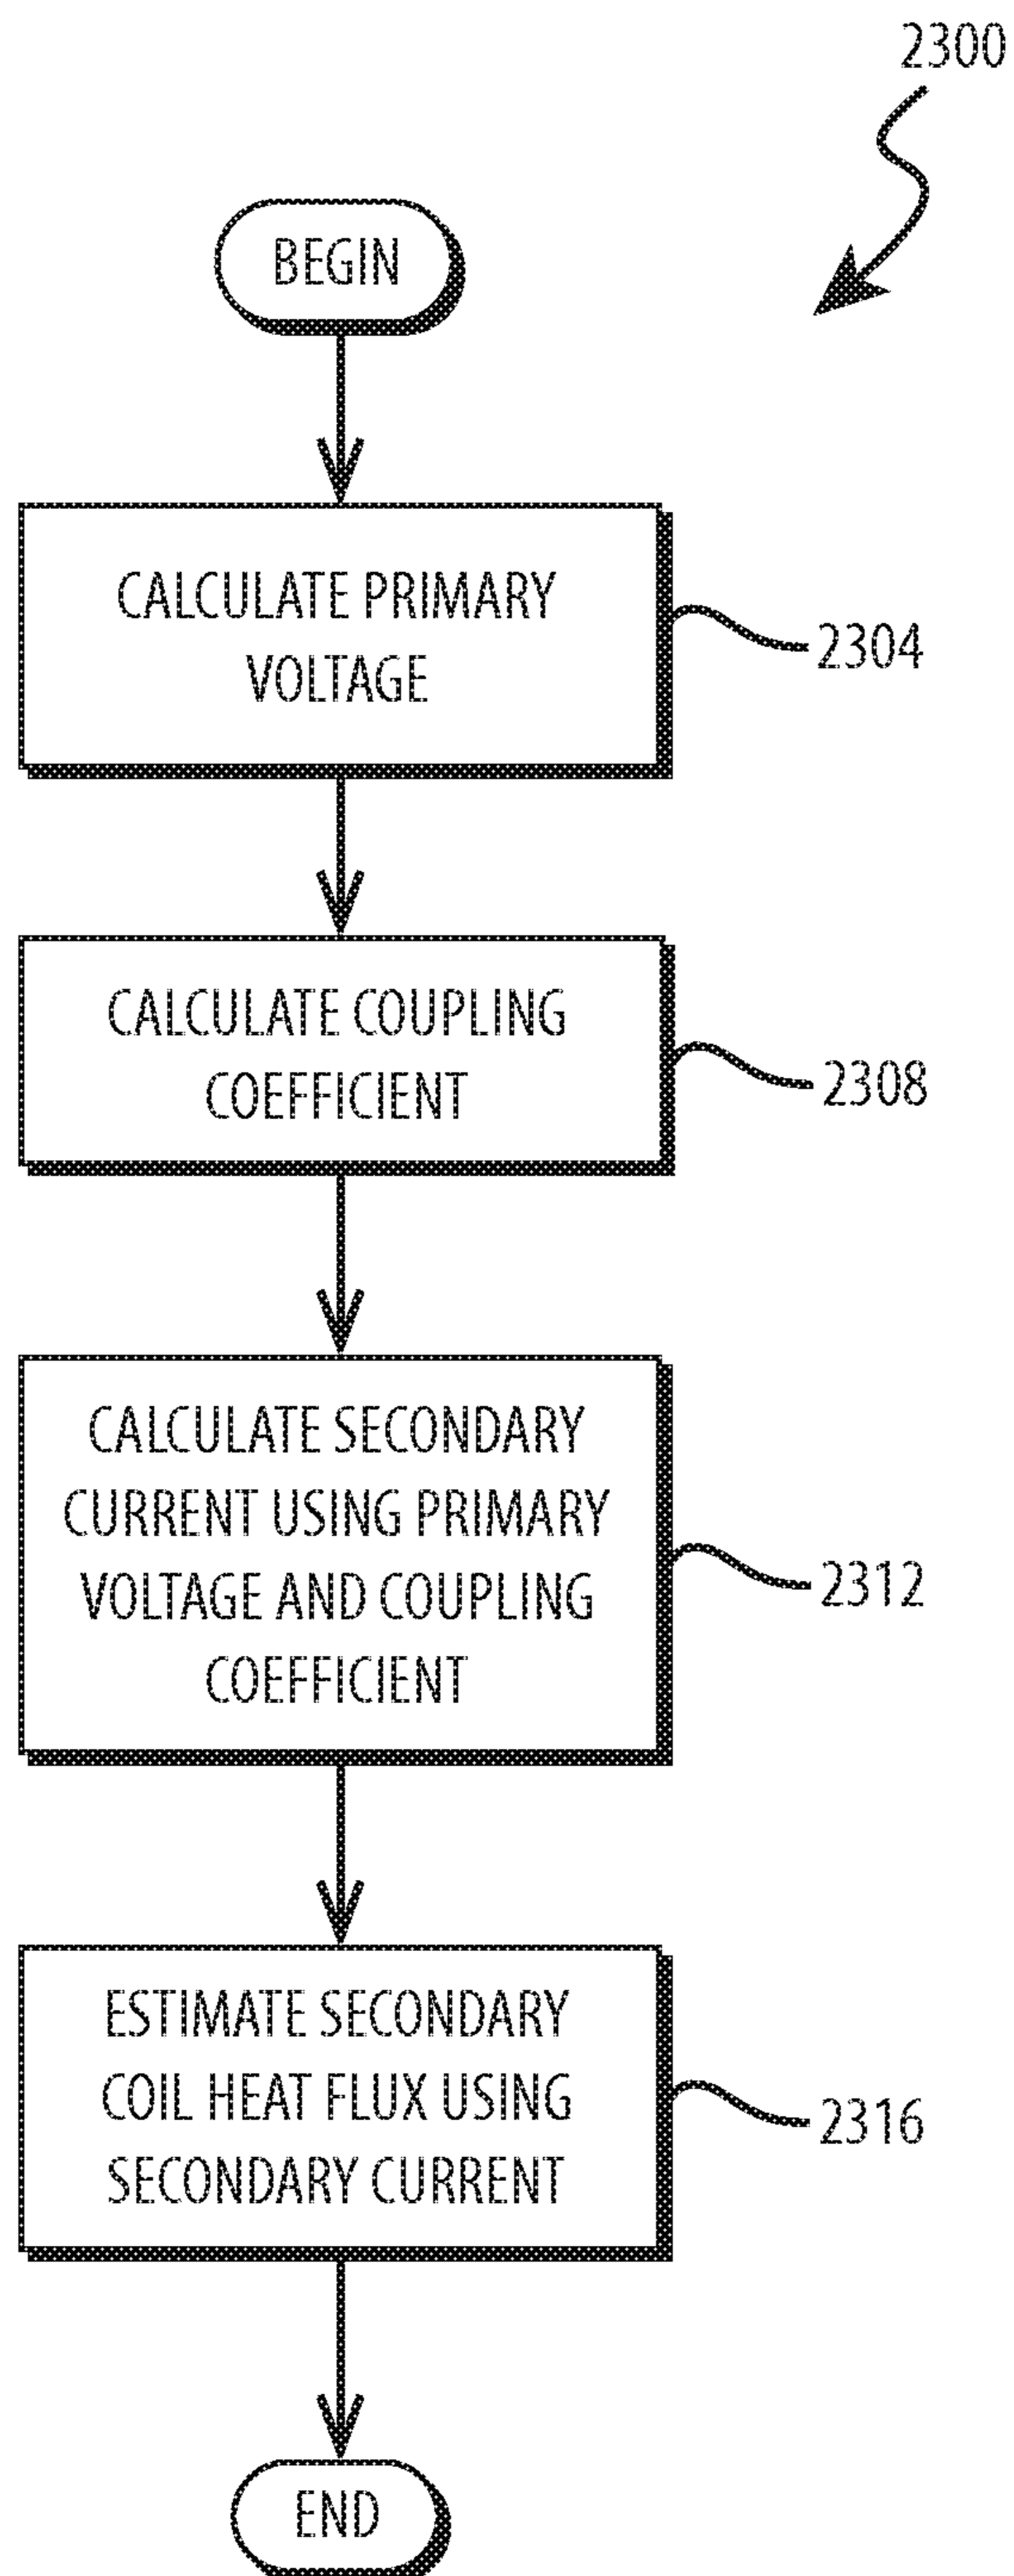 2300
BEGIN
CALCULATE PRIMARY
VOLTAGE
2304
CALCULATE COUPLING
COEFFICIENT
2308
CALCULATE SECONDARY
CURRENT USING PRIMARY
VOLTAGE AND COUPLING
COEFFICIENT
2312
ESTIMATE SECONDARY
COIL HEAT FLUX USING
SECONDARY CURRENT
2316
END